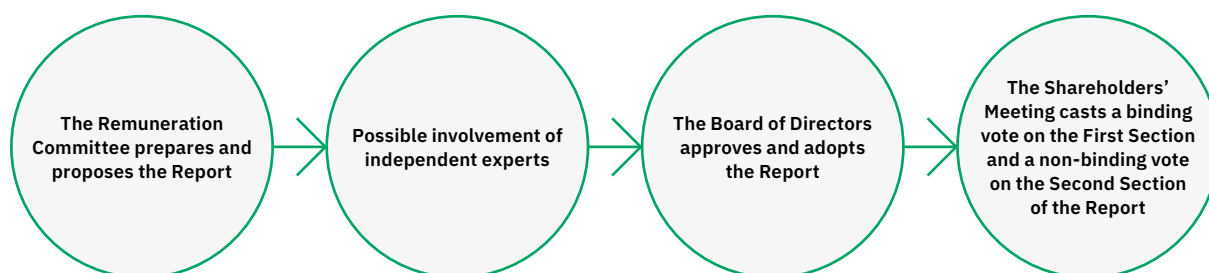 The Remuneration
Committee prepares and
proposes the Report
Possible involvement of
independent experts
The Board of Directors
approves and adopts
the Report
The Shareholders’
Meeting casts a binding
vote on the First Section
and a non-binding vote
on the Second Section
of the Report